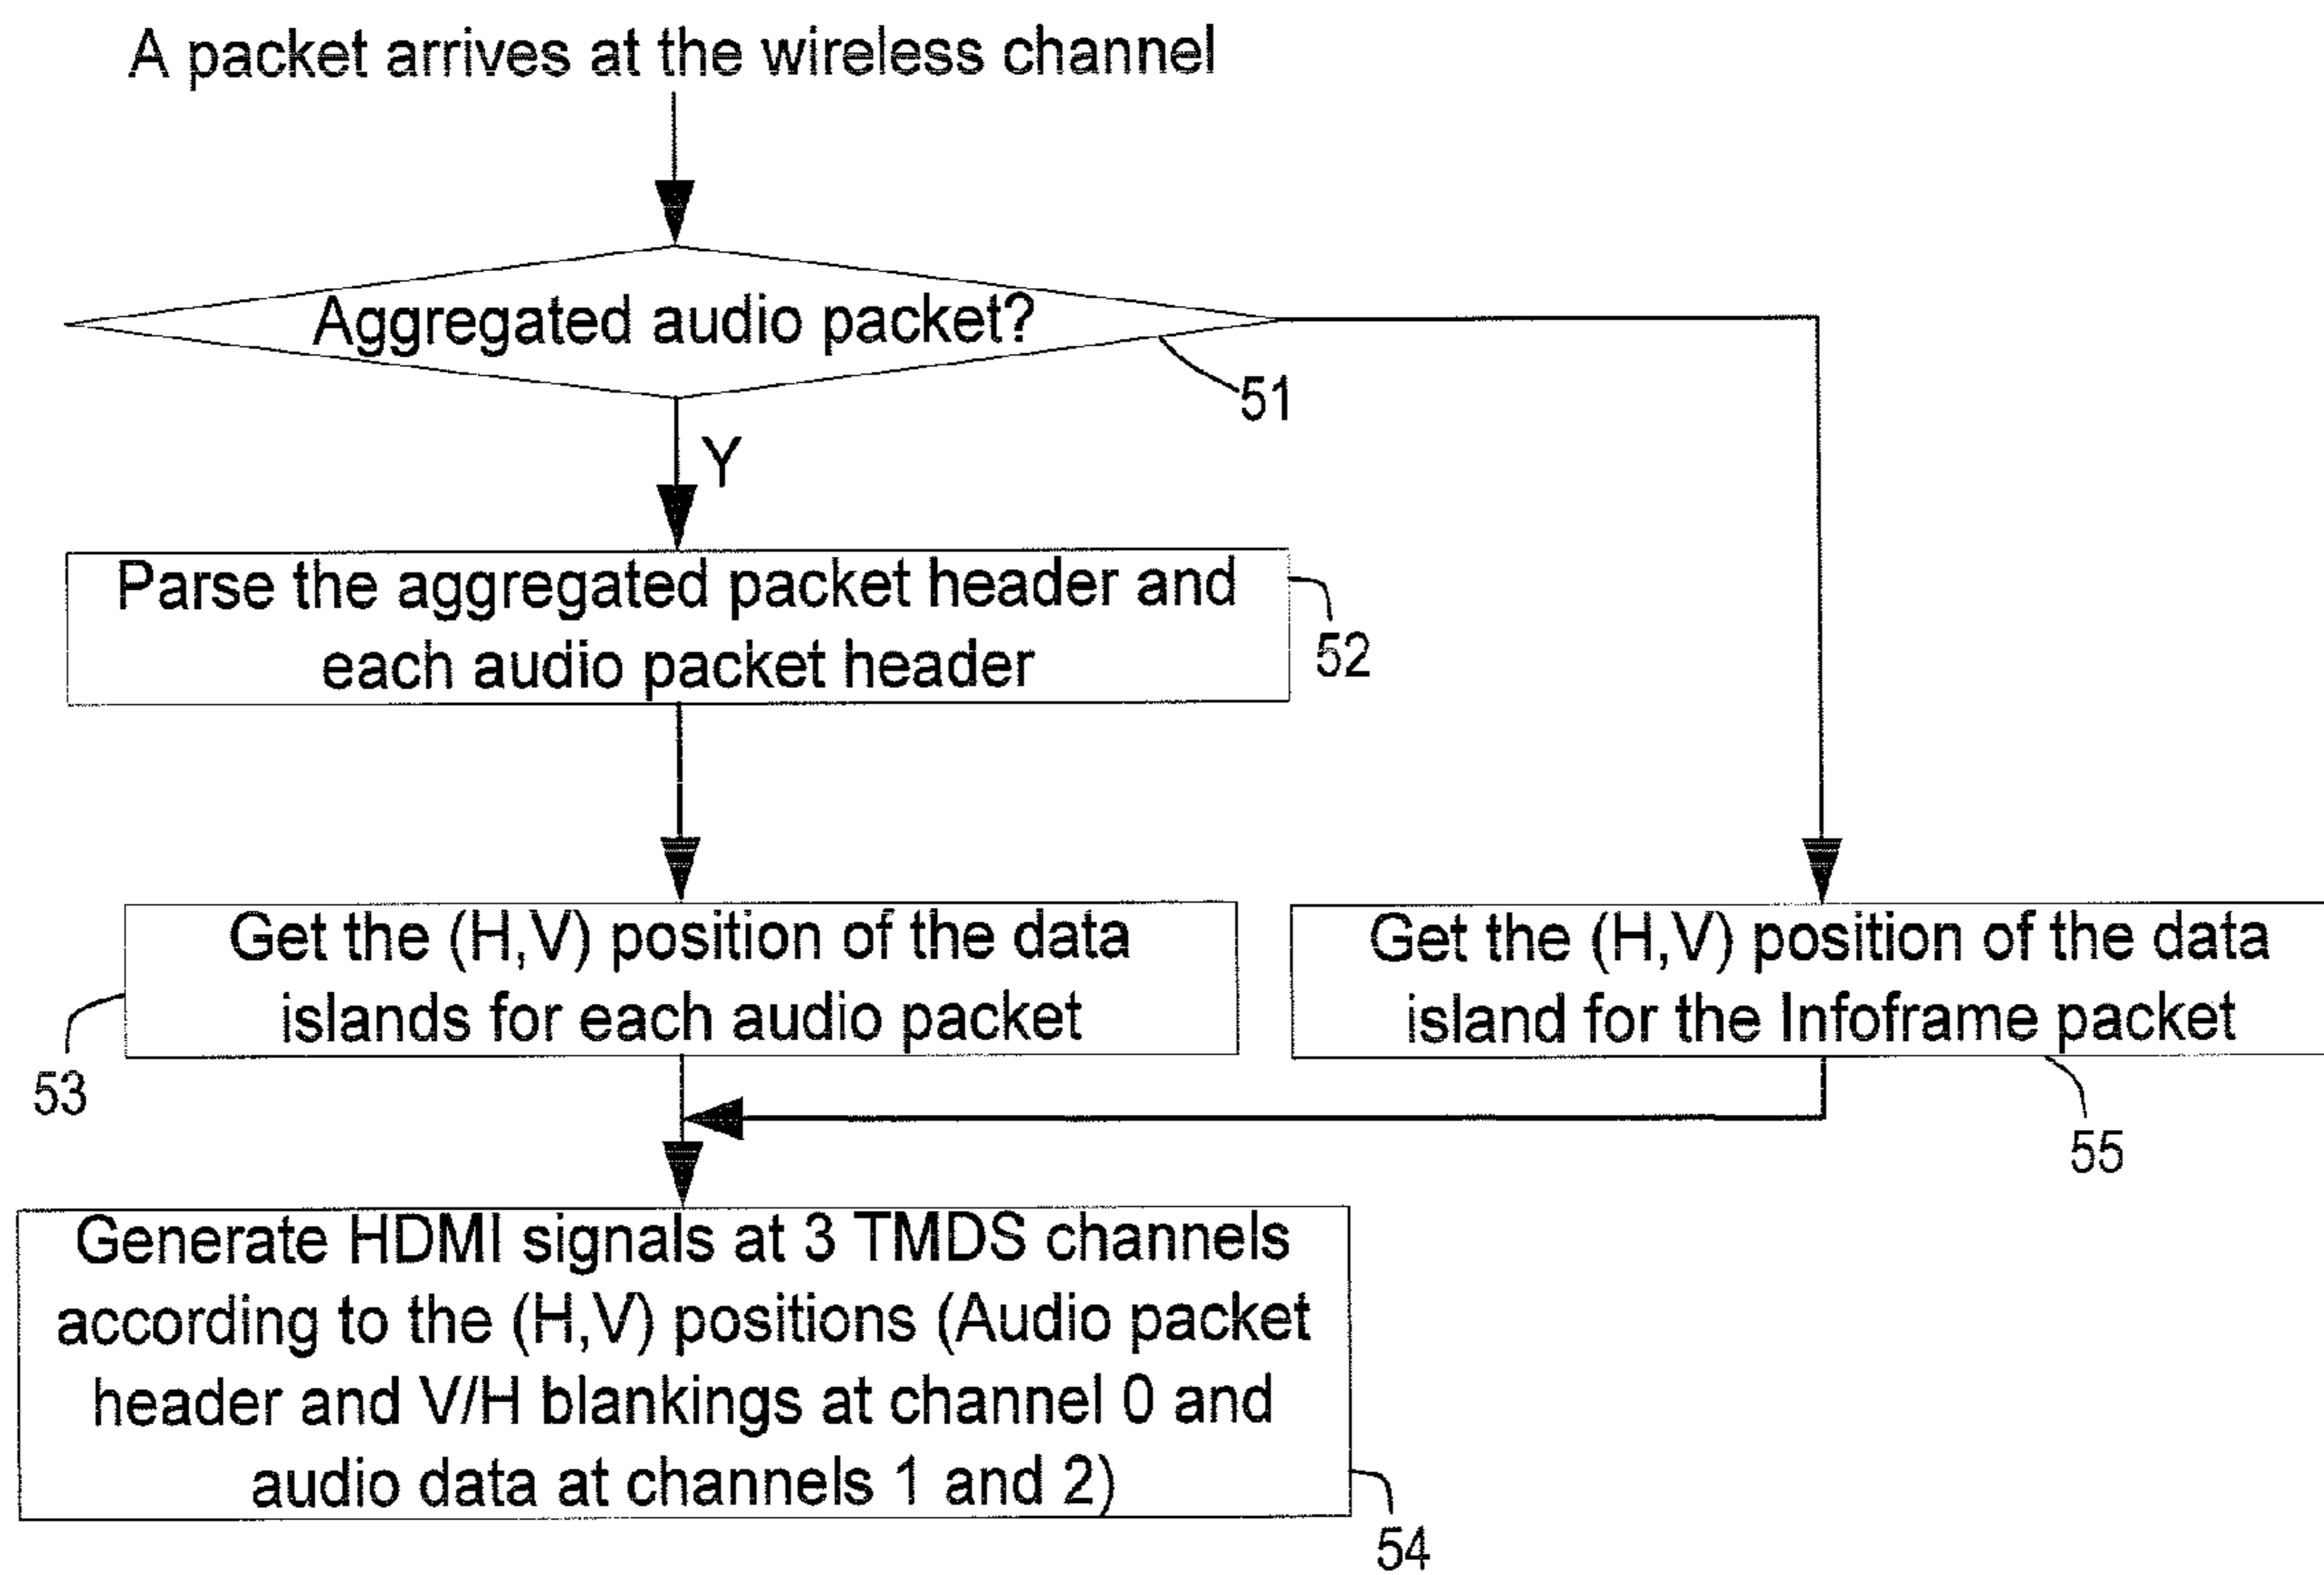 A packet arrives at the wireless channel
Aggregated audio packet?
51
Y
Parse the aggregated packet header and
each audio packet header
52
Get the (H,V) position of the data
islands for each audio packet
53
Get the (H,V) position of the data
island for the Infoframe packet
55
Generate HDMI signals at 3 TMDS channels
according to the (H,V) positions (Audio packet
header and V/H blankings at channel 0 and
audio data at channels 1 and 2)
54